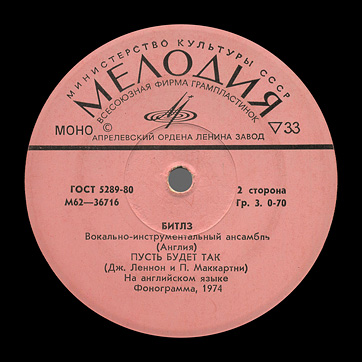 МИНИСТЕРСТВО КУЛЬТУРЫ СССР
МЕЛОДИЯ
ВСЕСОЮЗНАЯ ФИРМА ГРАМПЛАСТИНОК
МОНО © ▽33
АПРЕЛЕВСКИЙ ОРДЕНА ЛЕНИНА ЗАВОД
ГОСТ 5289-80 2 сторона
М62—36716 Гр. 3. 0-70
БИТЛЗ
Вокально-инструментальный ансамбль
(Англия)
ПУСТЬ БУДЕТ ТАК
(Дж. Леннон и П. Маккартни)
На английском языке
Фонограмма, 1974